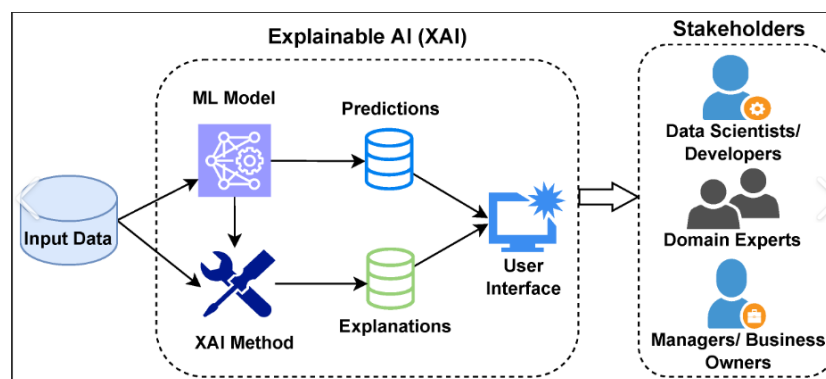 Explainable AI (XAI)
Stakeholders
ML Model
Predictions
Input Data
XAI Method
Explanations
User
Interface
Data Scientists/
Developers
Domain Experts
Managers/ Business
Owners